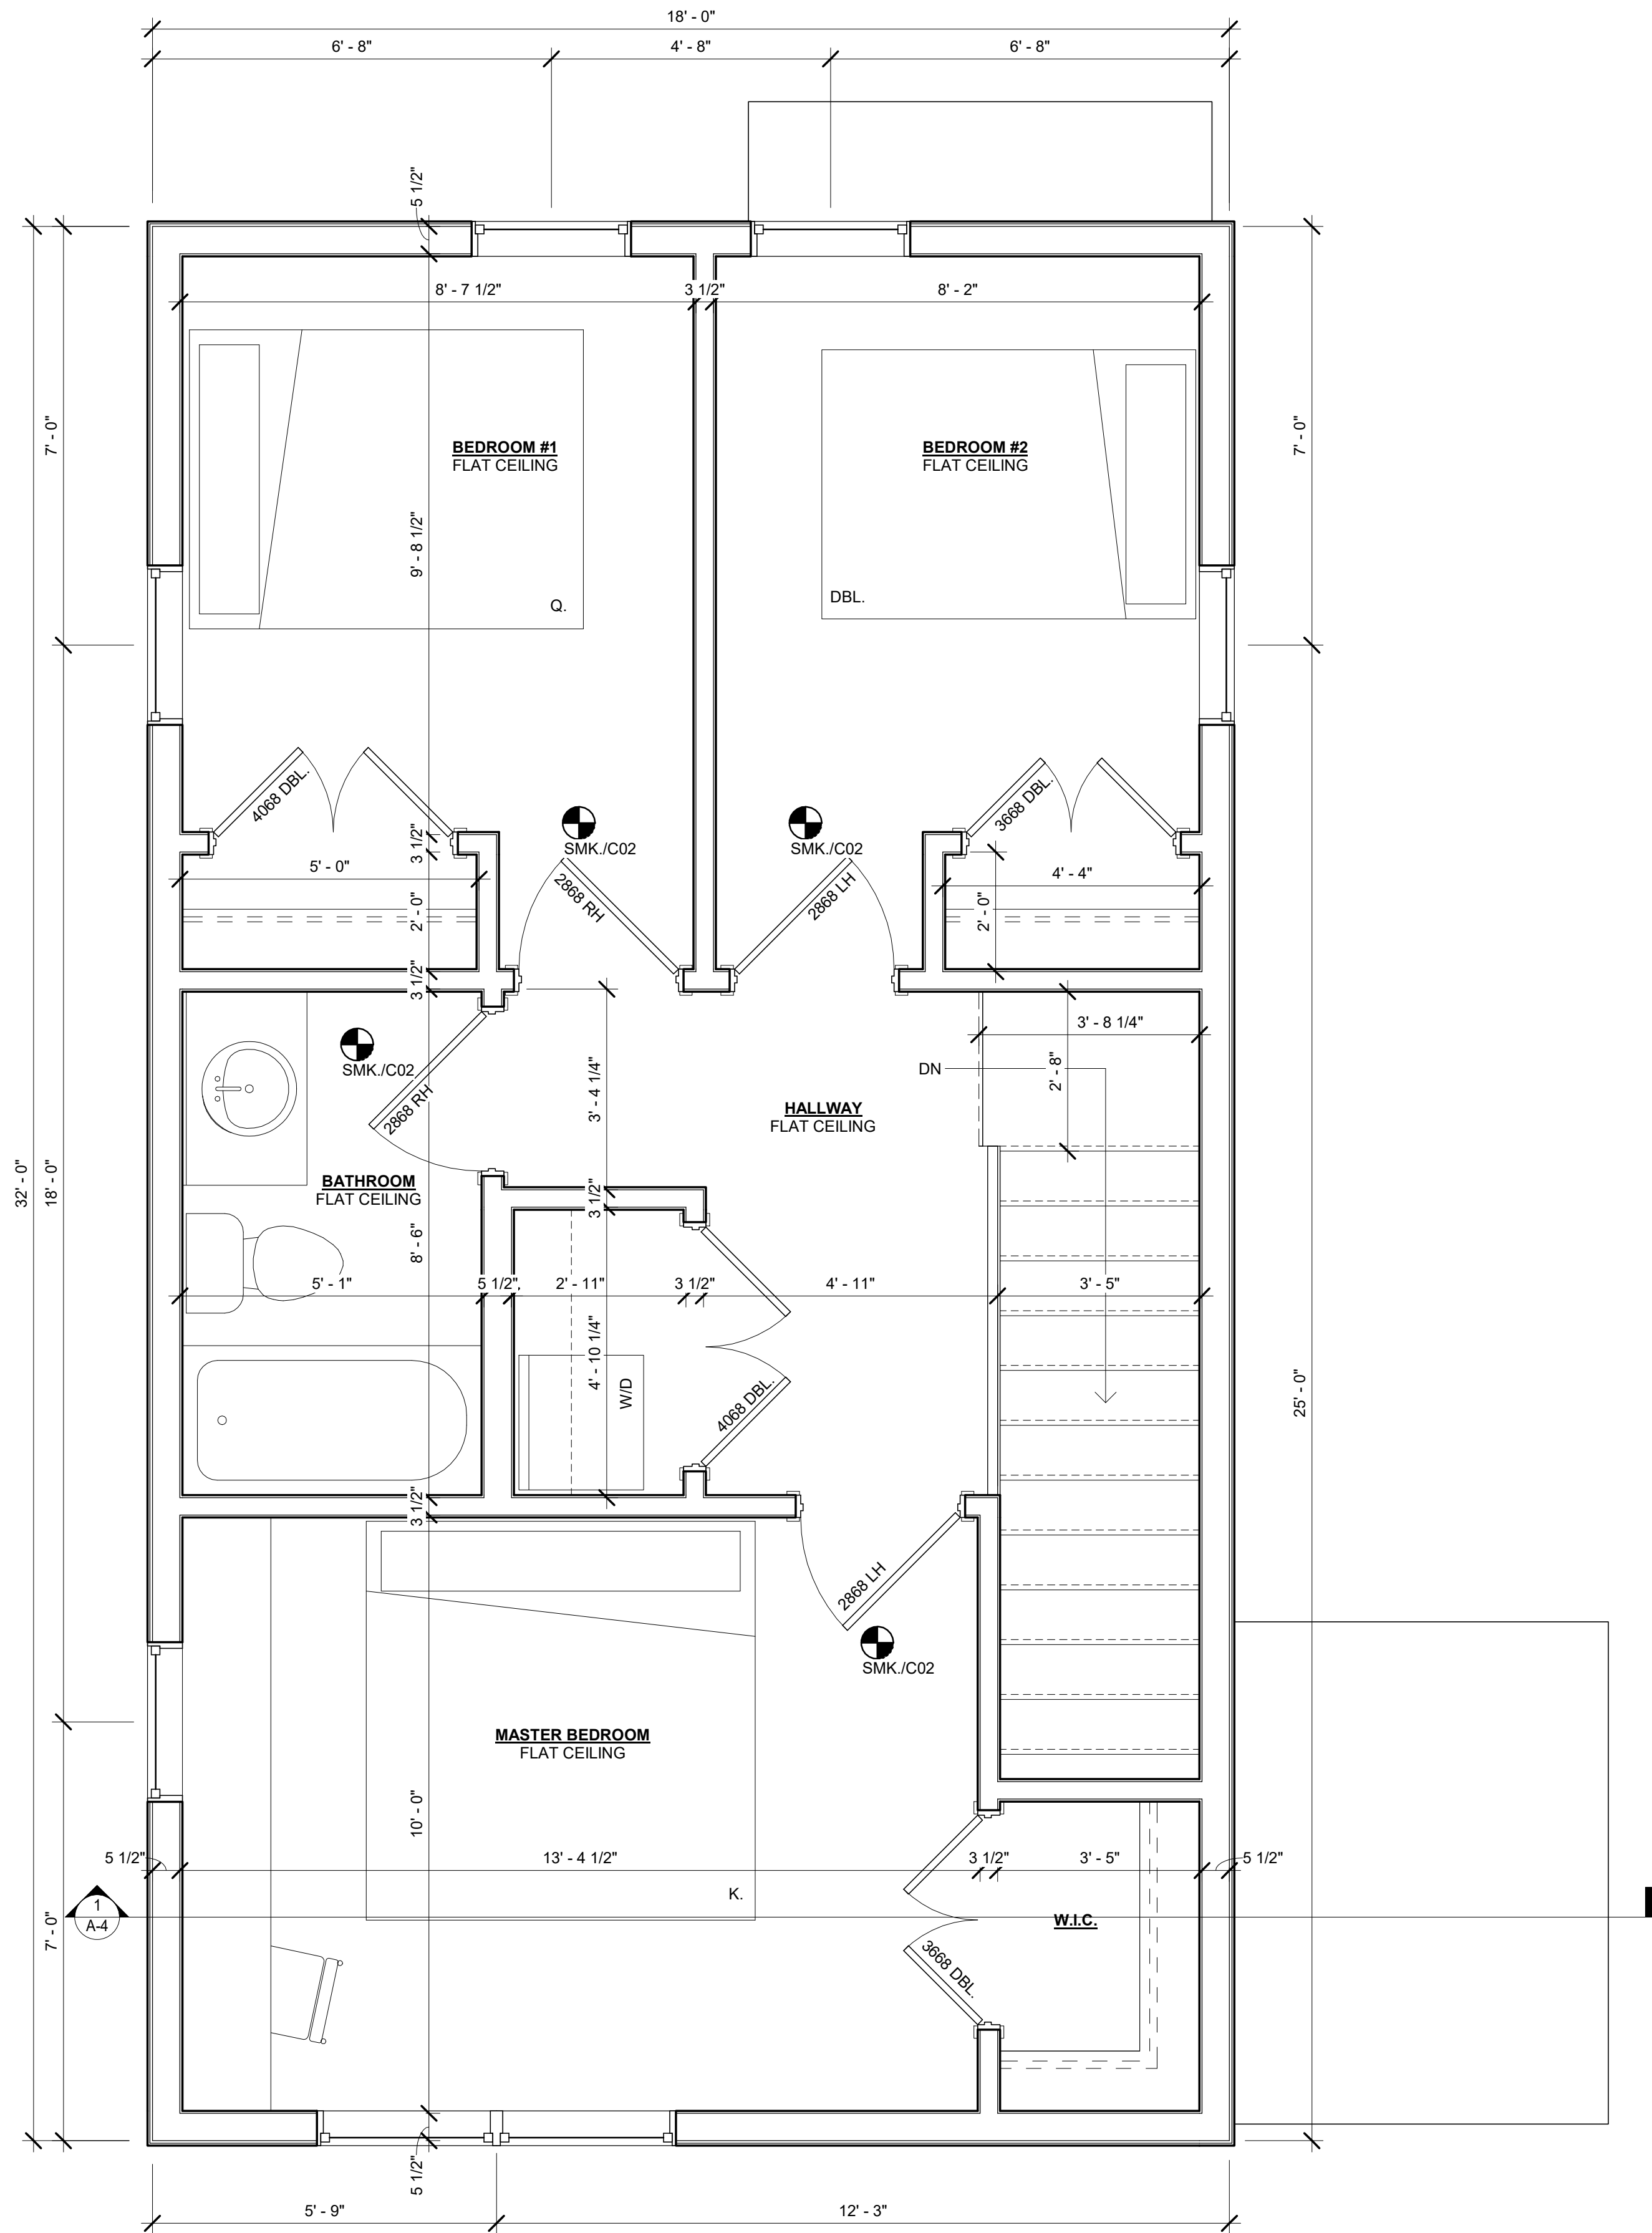 18' - 0"
6' - 8"
4' - 8"
6' - 8"
5 1/2"
8' - 7 1/2"
3 1/2"
8' - 2"
7' - 0"
BEDROOM #1
FLAT CEILING
BEDROOM #2
FLAT CEILING
7' - 0"
9' - 8 1/2"
Q.
DBL.
4068 DBL.
3668 DBL.
3 1/2"
SMK./C02
SMK./C02
5' - 0"
4' - 4"
2868 RH
2868 LH
2' - 0"
2' - 0"
3 1/2"
3' - 8 1/4"
SMK./C02
DN
2' - 8"
2868 RH
3' - 4 1/4"
HALLWAY
FLAT CEILING
32' - 0"
18' - 0"
BATHROOM
FLAT CEILING
3 1/2"
8' - 6"
5' - 1"
5 1/2"
2' - 11"
3 1/2"
4' - 11"
3' - 5"
4' - 10 1/4"
W/D
4068 DBL.
25' - 0"
3 1/2"
2868 LH
SMK./C02
MASTER BEDROOM
FLAT CEILING
10' - 0"
5 1/2"
13' - 4 1/2"
3 1/2"
3' - 5"
5 1/2"
K.
1
A-4
7' - 0"
W.I.C.
3668 DBL.
5 1/2"
5' - 9"
12' - 3"